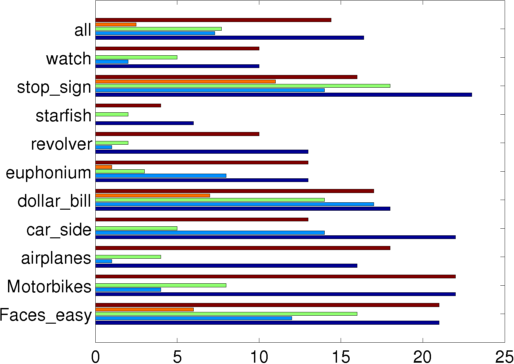 all
watch
stop_sign
starfish
revolver
euphonium
dollar_bill
car_side
airplanes
Motorbikes
Faces_easy
0 5 10 15 20 25